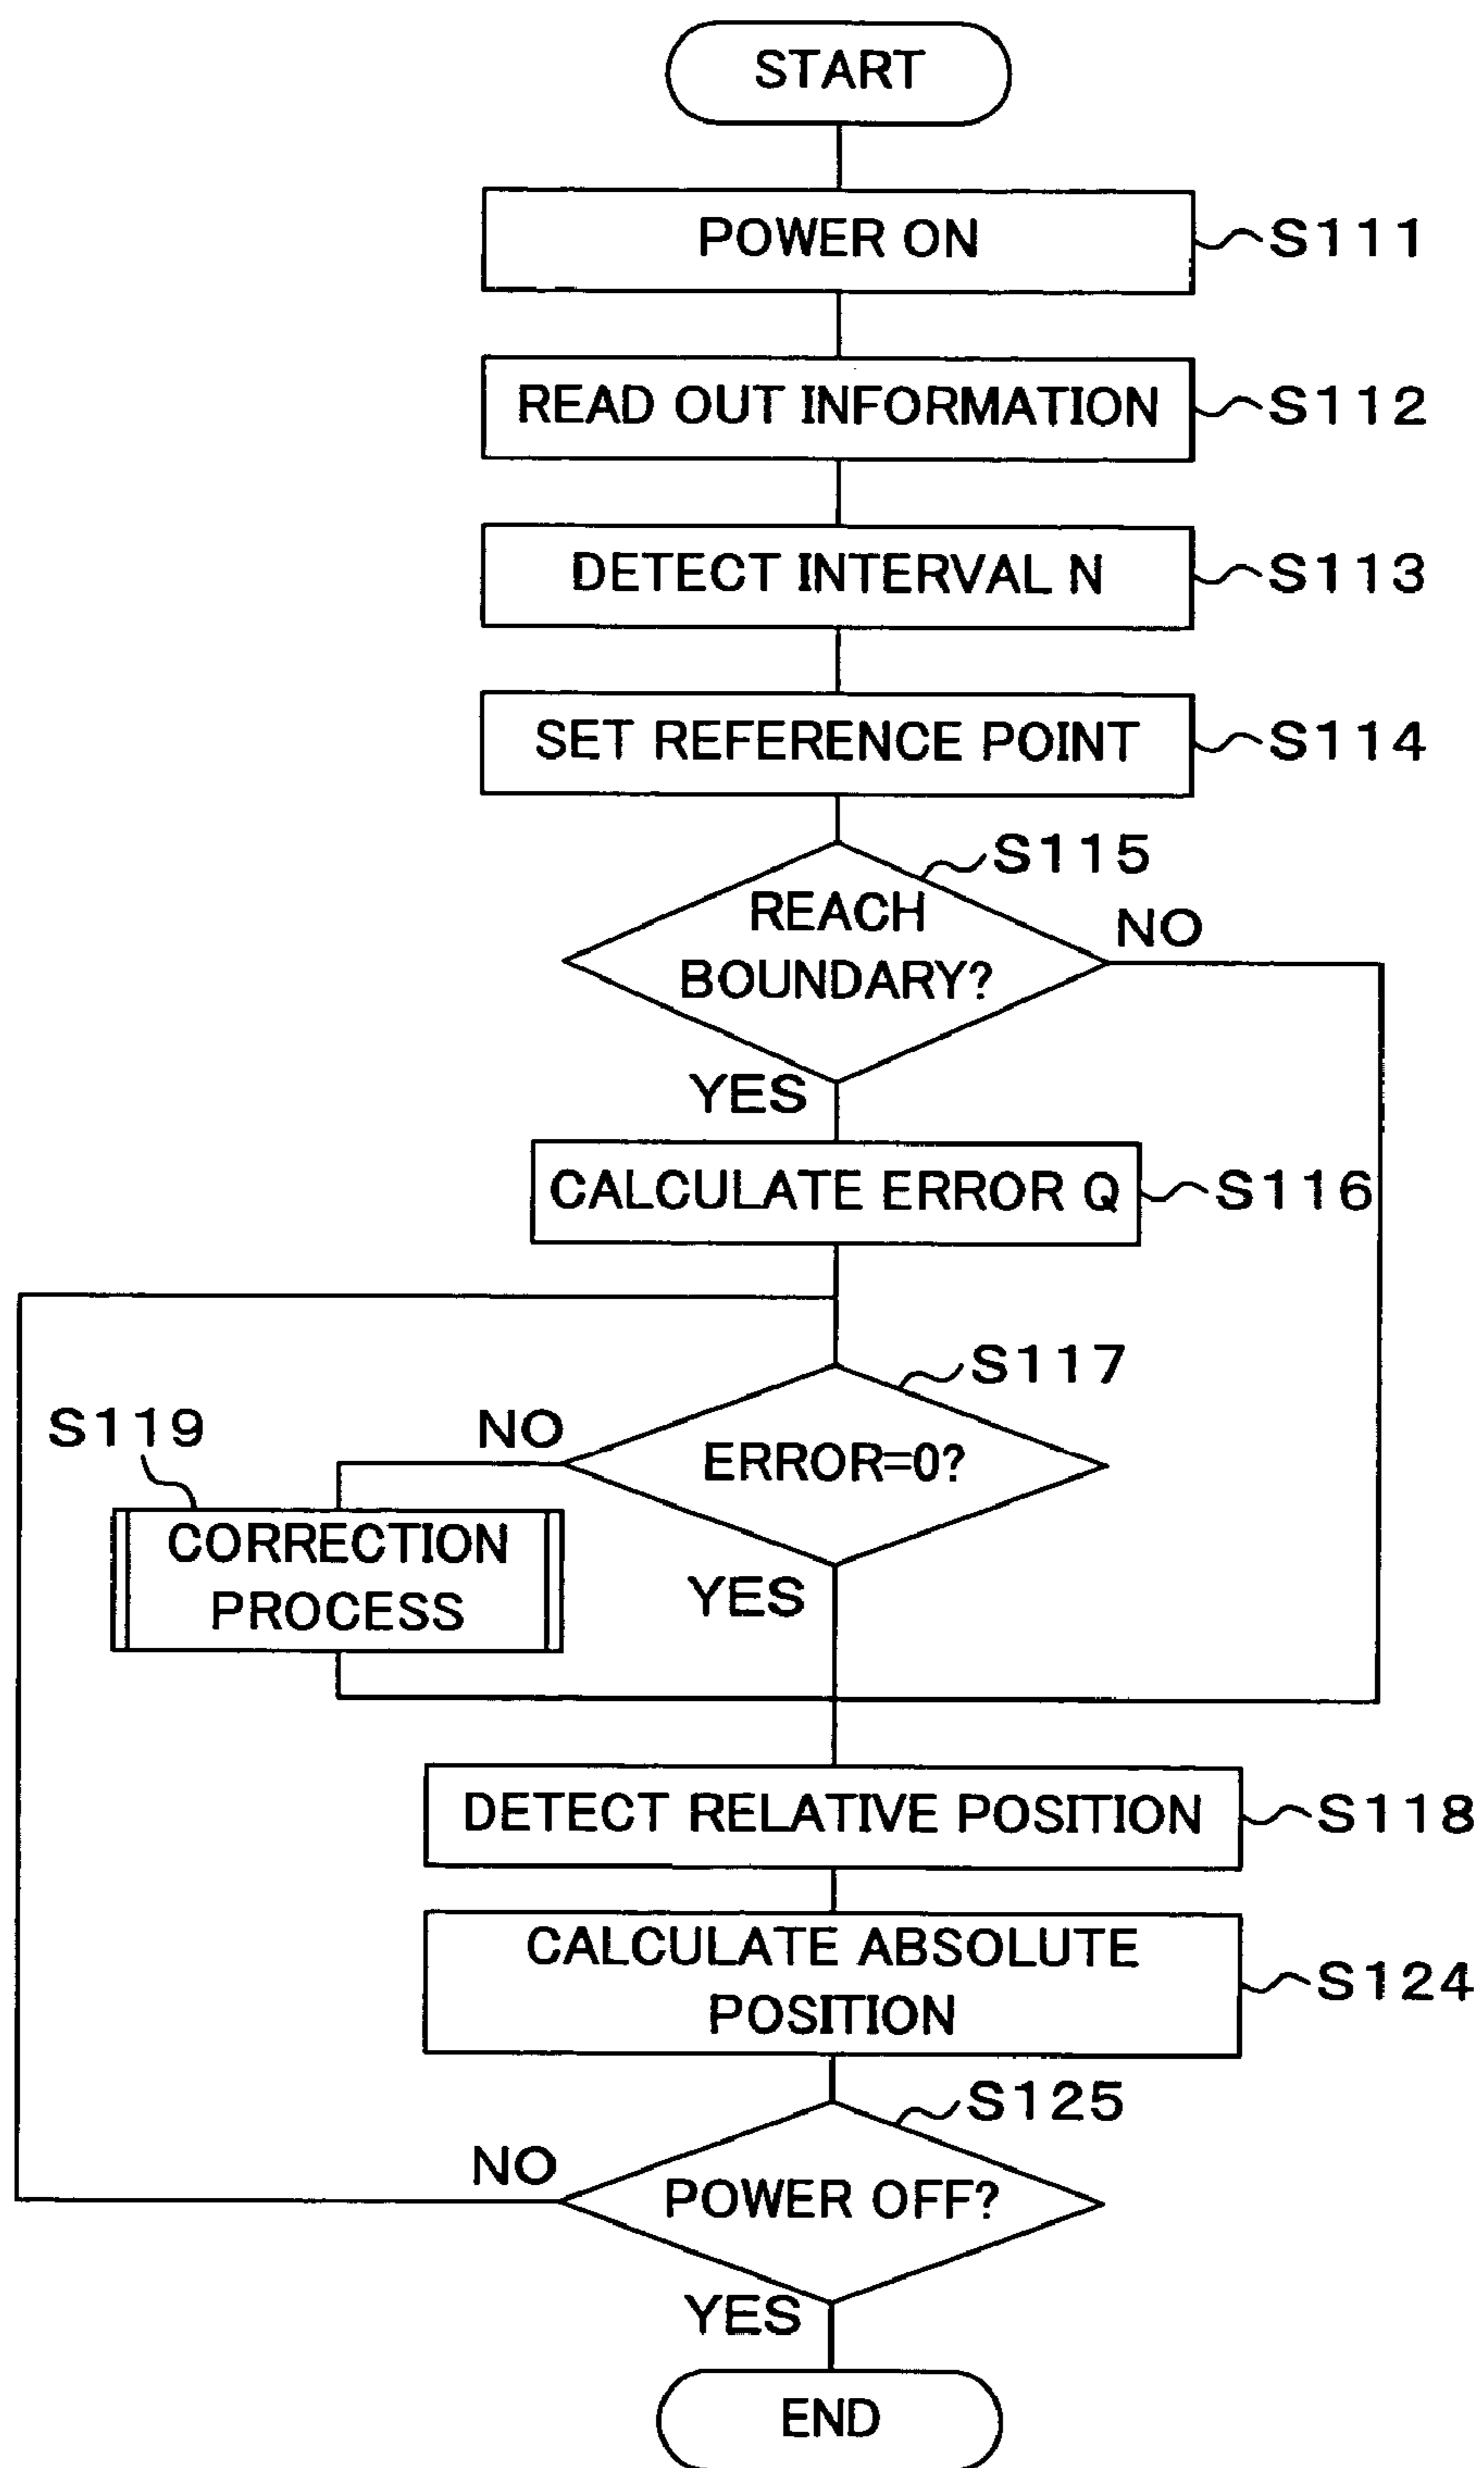 START
POWER ON
S111
READ OUT INFORMATION
S112
DETECT INTERVAL N
S113
SET REFERENCE POINT
S114
S115
REACH
BOUNDARY?
NO
YES
CALCULATE ERROR Q
S116
S117
ERROR=0?
NO
S119
CORRECTION
PROCESS
YES
DETECT RELATIVE POSITION
S118
CALCULATE ABSOLUTE
POSITION
S124
S125
POWER OFF?
NO
YES
END